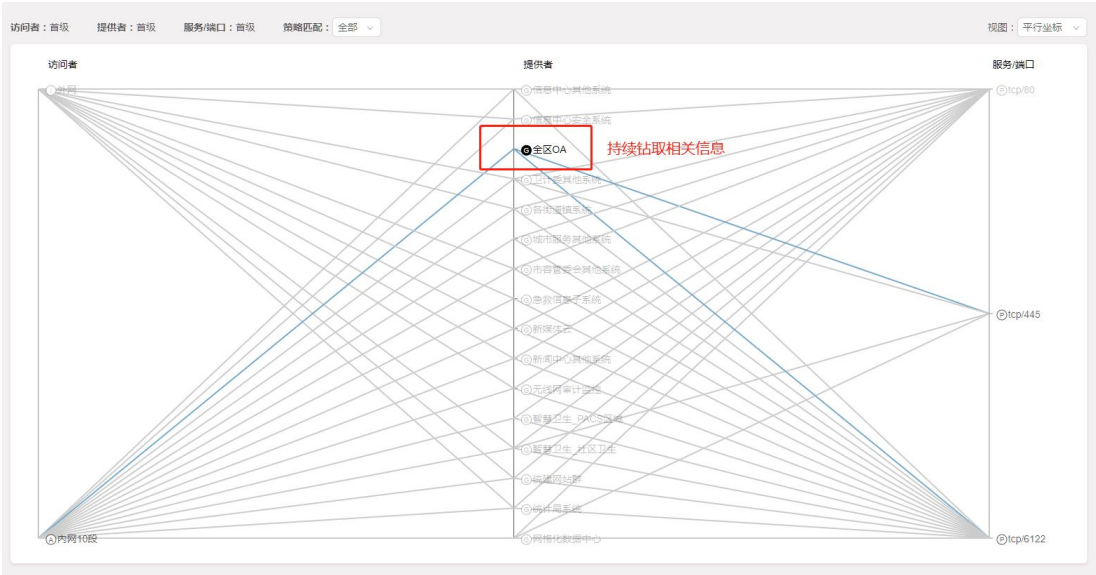 访问者：首级 提供者：首级 服务/端口：首级 策略匹配：全部 视图：平行坐标
访问者 提供者 服务/端口
I 外网 G 信息中心其他系统 P tcp/80
G 信息中心安全系统
G 全区OA 持续钻取相关信息
G 卫计委其他系统
G 各街道镇系统
G 城市服务其他系统
G 市容管委会其他系统
G 急救信息子系统
P tcp/445
G 新媒体云
G 新闻中心其他系统
G 无线网审计监控
G 智慧卫生_PACS区域
G 智慧卫生_社区卫生
G 统建网站群
G 统计局系统
A 内网10段 G 网格化数据中心 P tcp/6122